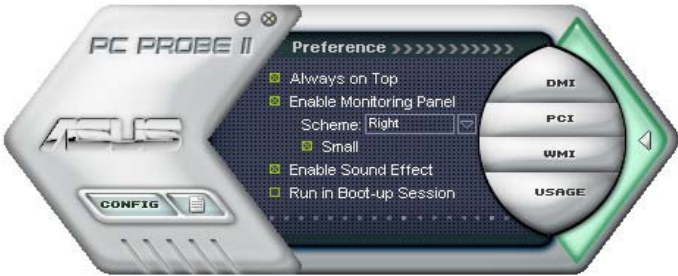 PC PROBE II
ASUS
CONFIG
Preference >>>>>>>>>>>
Always on Top
Enable Monitoring Panel
Scheme: Right
Small
Enable Sound Effect
Run in Boot-up Session
DMI
PCI
WMI
USAGE